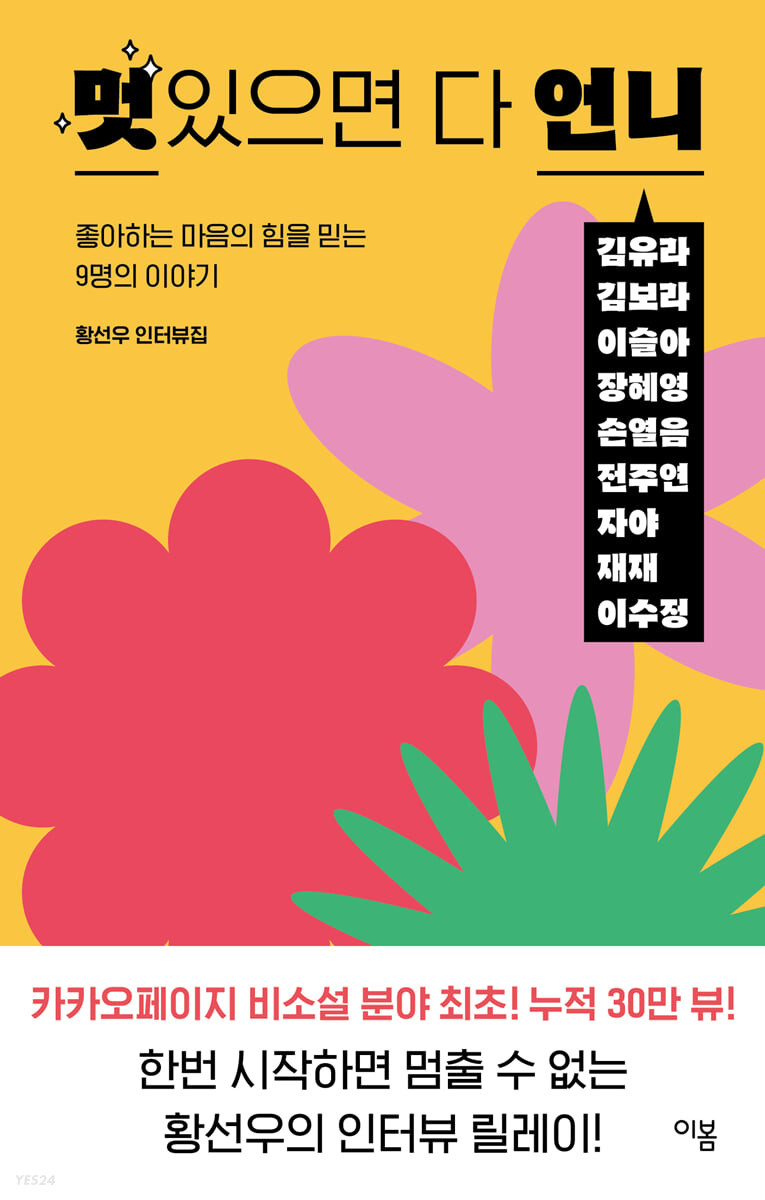 멋있으면 다 언니
좋아하는 마음의 힘을 믿는
9명의 이야기
황선우 인터뷰집
김유라
김보라
이슬아
장혜영
손열음
전주연
자야
재재
이수정
카카오페이지 비소설 분야 최초! 누적 30만 뷰!
한번 시작하면 멈출 수 없는
황선우의 인터뷰 릴레이!
이봄
YES24